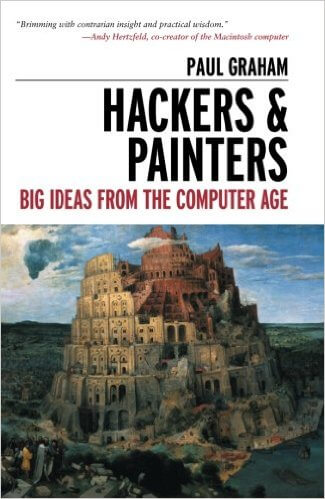 “Brimming with contrarian insight and practical wisdom.”
—Andy Hertzfeld, co-creator of the Macintosh computer
PAUL GRAHAM
HACKERS &
PAINTERS
BIG IDEAS FROM THE COMPUTER AGE